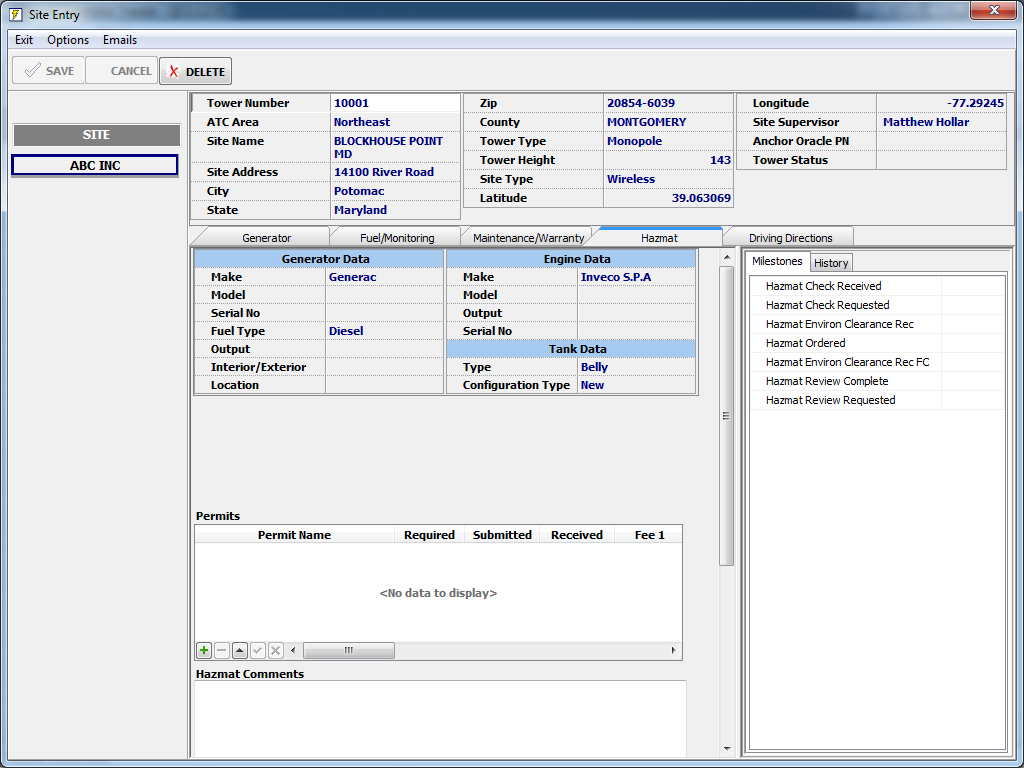 Site Entry
Exit Options Emails
SAVE CANCEL DELETE
SITE
ABC INC
Tower Number 10001
ATC Area Northeast
Site Name BLOCKHOUSE POINT
MD
Site Address 14100 River Road
City Potomac
State Maryland
Zip 20854-6039
County MONTGOMERY
Tower Type Monopole
Tower Height 143
Site Type Wireless
Latitude 39.063069
Longitude -77.29245
Site Supervisor Matthew Hollar
Anchor Oracle PN
Tower Status
Generator Fuel/Monitoring Maintenance/Warranty Hazmat Driving Directions
Generator Data
Make Generac
Model
Serial No
Fuel Type Diesel
Output
Interior/Exterior
Location
Engine Data
Make Inveco S.P.A
Model
Output
Serial No
Tank Data
Type Belly
Configuration Type New
Permits
Permit Name Required Submitted Received Fee 1
<No data to display>
Hazmat Comments
Milestones History
Hazmat Check Received
Hazmat Check Requested
Hazmat Environ Clearance Rec
Hazmat Ordered
Hazmat Environ Clearance Rec FC
Hazmat Review Complete
Hazmat Review Requested